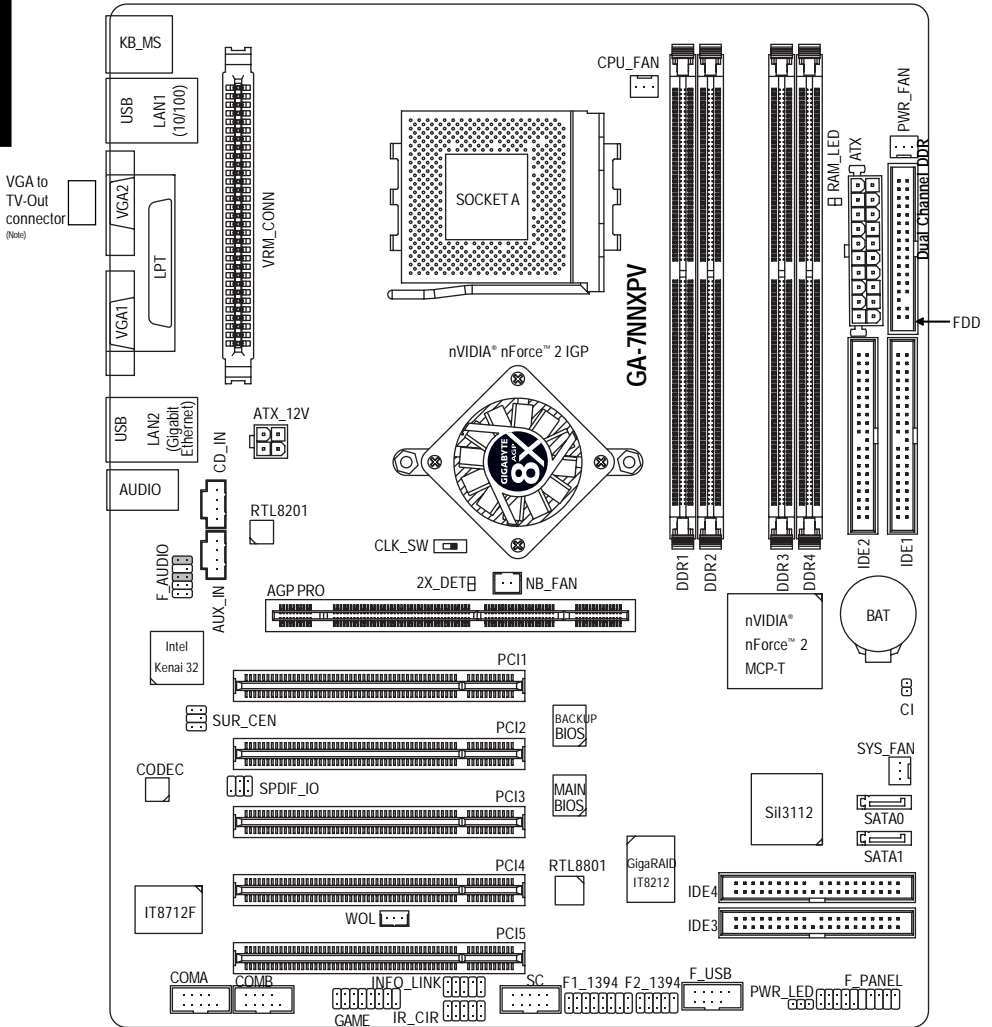 KB_MS
CPU_FAN
PWR_FAN
USB
LAN1
(10/100)
RAM_LED
ATX
Dual Channel DDR
VGA to
TV-Out
connector
(Note)
VGA2
LPT
VRM_CONN
SOCKET A
VGA1
FDD
GA-7NNXPV
nVIDIA® nForce™ 2 IGP
USB
LAN2
(Gigabit
Ethernet)
ATX_12V
CD_IN
GIGABYTE
AGP
8X
AUDIO
RTL8201
CLK_SW
DDR1
DDR2
DDR3
DDR4
IDE2
IDE1
F_AUDIO
AUX_IN
2X_DET
NB_FAN
AGP PRO
nVIDIA®
nForce™ 2
MCP-T
BAT
Intel
Kenai 32
PCI1
CI
SUR_CEN
PCI2
BACKUP
BIOS
SYS_FAN
CODEC
SPDIF_IO
PCI3
MAIN
BIOS
SiI3112
SATA0
SATA1
PCI4
RTL8801
GigaRAID
IT8212
IDE4
IT8712F
WOL
IDE3
PCI5
COMA
COMB
INFO_LINK
SC
F1_1394
F2_1394
F_USB
PWR_LED
F_PANEL
GAME
IR_CIR